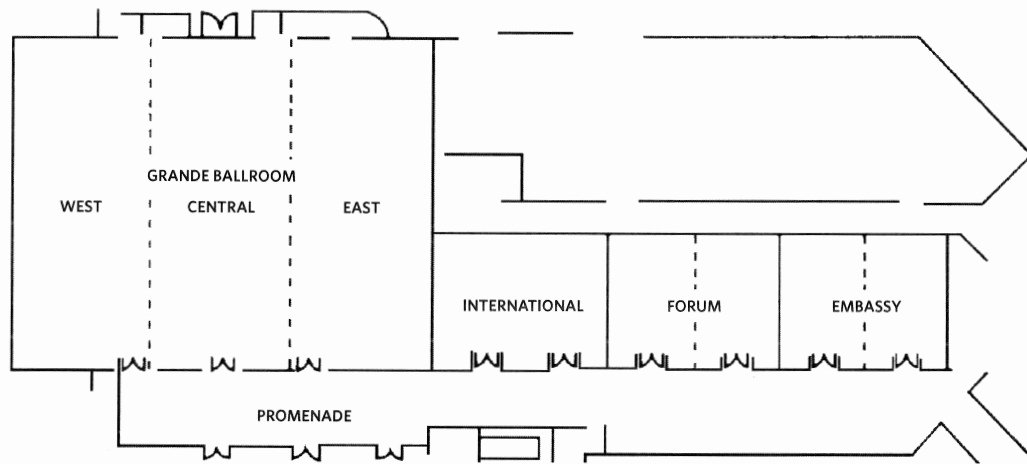 GRANDE BALLROOM
WEST
CENTRAL
EAST
INTERNATIONAL
FORUM
EMBASSY
PROMENADE